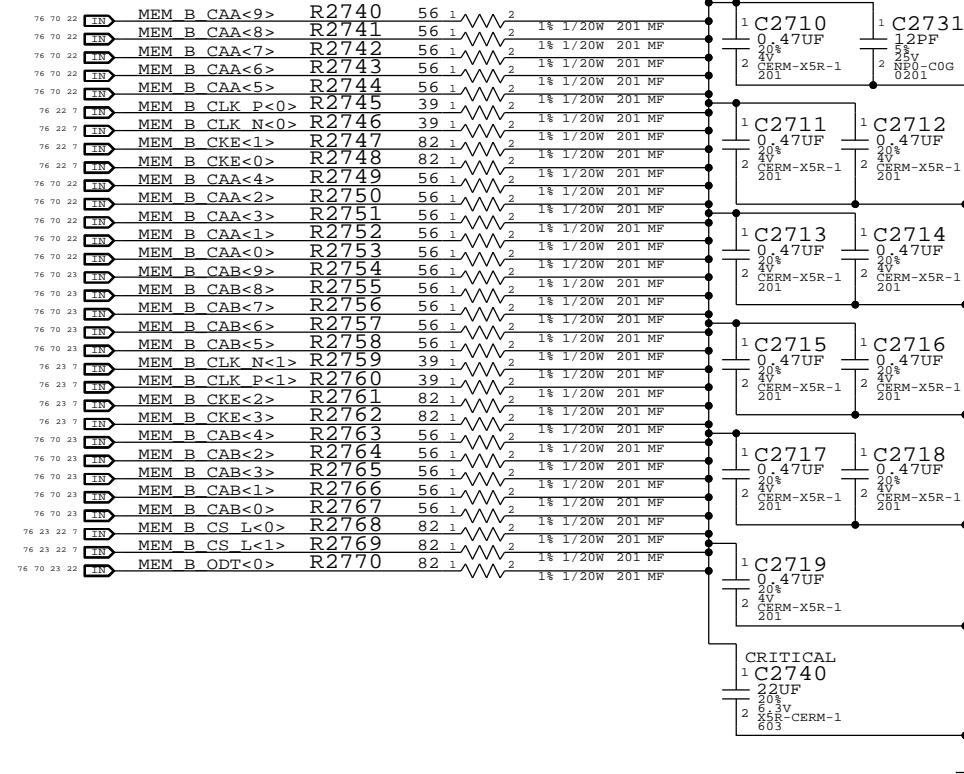 76 70 22 IN MEM_B_CAA<9> R2740 56 1 2 1% 1/20W 201 MF
76 70 22 IN MEM_B_CAA<8> R2741 56 1 2 1% 1/20W 201 MF
76 70 22 IN MEM_B_CAA<7> R2742 56 1 2 1% 1/20W 201 MF
76 70 22 IN MEM_B_CAA<6> R2743 56 1 2 1% 1/20W 201 MF
76 70 22 IN MEM_B_CAA<5> R2744 56 1 2 1% 1/20W 201 MF
76 22 7 IN MEM_B_CLK_P<0> R2745 39 1 2 1% 1/20W 201 MF
76 22 7 IN MEM_B_CLK_N<0> R2746 39 1 2 1% 1/20W 201 MF
76 22 7 IN MEM_B_CKE<1> R2747 82 1 2 1% 1/20W 201 MF
76 22 7 IN MEM_B_CKE<0> R2748 82 1 2 1% 1/20W 201 MF
76 70 22 IN MEM_B_CAA<4> R2749 56 1 2 1% 1/20W 201 MF
76 70 22 IN MEM_B_CAA<2> R2750 56 1 2 1% 1/20W 201 MF
76 70 22 IN MEM_B_CAA<3> R2751 56 1 2 1% 1/20W 201 MF
76 70 22 IN MEM_B_CAA<1> R2752 56 1 2 1% 1/20W 201 MF
76 70 22 IN MEM_B_CAA<0> R2753 56 1 2 1% 1/20W 201 MF
76 70 23 IN MEM_B_CAB<9> R2754 56 1 2 1% 1/20W 201 MF
76 70 23 IN MEM_B_CAB<8> R2755 56 1 2 1% 1/20W 201 MF
76 70 23 IN MEM_B_CAB<7> R2756 56 1 2 1% 1/20W 201 MF
76 70 23 IN MEM_B_CAB<6> R2757 56 1 2 1% 1/20W 201 MF
76 70 23 IN MEM_B_CAB<5> R2758 56 1 2 1% 1/20W 201 MF
76 23 7 IN MEM_B_CLK_N<1> R2759 39 1 2 1% 1/20W 201 MF
76 23 7 IN MEM_B_CLK_P<1> R2760 39 1 2 1% 1/20W 201 MF
76 23 7 IN MEM_B_CKE<2> R2761 82 1 2 1% 1/20W 201 MF
76 23 7 IN MEM_B_CKE<3> R2762 82 1 2 1% 1/20W 201 MF
76 70 23 IN MEM_B_CAB<4> R2763 56 1 2 1% 1/20W 201 MF
76 70 23 IN MEM_B_CAB<2> R2764 56 1 2 1% 1/20W 201 MF
76 70 23 IN MEM_B_CAB<3> R2765 56 1 2 1% 1/20W 201 MF
76 70 23 IN MEM_B_CAB<1> R2766 56 1 2 1% 1/20W 201 MF
76 70 23 IN MEM_B_CAB<0> R2767 56 1 2 1% 1/20W 201 MF
76 23 22 7 IN MEM_B_CS_L<0> R2768 82 1 2 1% 1/20W 201 MF
76 23 22 7 IN MEM_B_CS_L<1> R2769 82 1 2 1% 1/20W 201 MF
76 70 23 22 IN MEM_B_ODT<0> R2770 82 1 2 1% 1/20W 201 MF
1 C2710
0.47UF
20%
4V
2 CERM-X5R-1
201
1 C2731
12PF
5%
25V
2 NP0-C0G
0201
1 C2711
0.47UF
20%
4V
2 CERM-X5R-1
201
1 C2712
0.47UF
20%
4V
2 CERM-X5R-1
201
1 C2713
0.47UF
20%
4V
2 CERM-X5R-1
201
1 C2714
0.47UF
20%
4V
2 CERM-X5R-1
201
1 C2715
0.47UF
20%
4V
2 CERM-X5R-1
201
1 C2716
0.47UF
20%
4V
2 CERM-X5R-1
201
1 C2717
0.47UF
20%
4V
2 CERM-X5R-1
201
1 C2718
0.47UF
20%
4V
2 CERM-X5R-1
201
1 C2719
0.47UF
20%
4V
2 CERM-X5R-1
201
CRITICAL
1 C2740
22UF
20%
6.3V
2 X5R-CERM-1
603